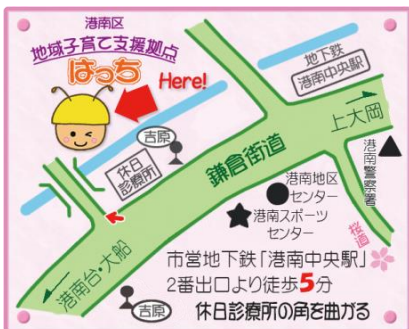 港南区
地域子育て支援拠点
はっち
Here!
地下鉄
港南中央駅
上大岡
吉原
休日
診療所
鎌倉街道
港南警察署
港南地区
センター
港南スポーツ
センター
桜道
港南台・大船
吉原
市営地下鉄「港南中央駅」
2番出口より徒歩5分
休日診療所の角を曲がる